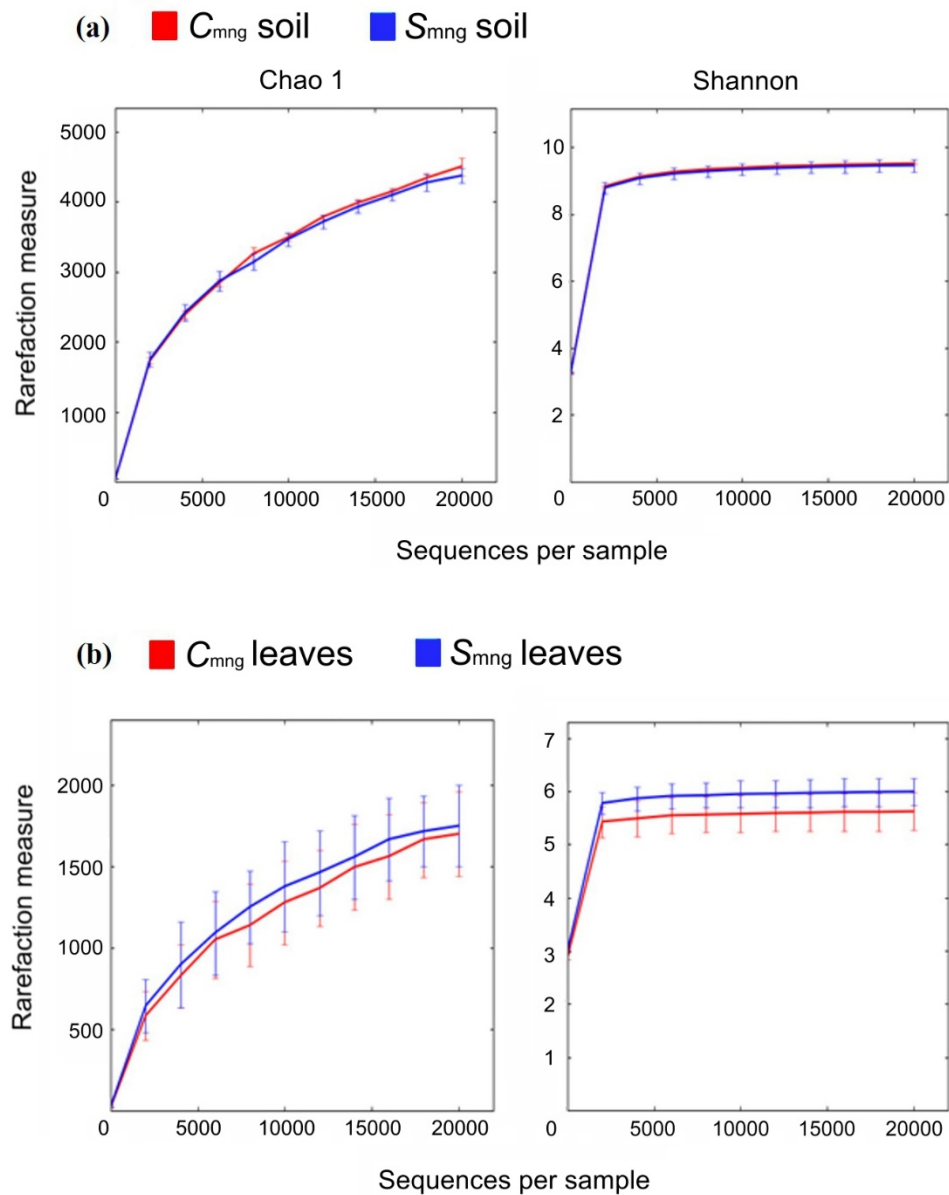 (a) Cmng soil Smng soil
Chao 1
Shannon
Rarefaction measure
5000
4000
3000
2000
1000
0 5000 10000 15000 20000
10
8
6
4
2
0 5000 10000 15000 20000
Sequences per sample
(b) Cmng leaves Smng leaves
Rarefaction measure
2000
1500
1000
500
0 5000 10000 15000 20000
7
6
5
4
3
2
1
0 5000 10000 15000 20000
Sequences per sample